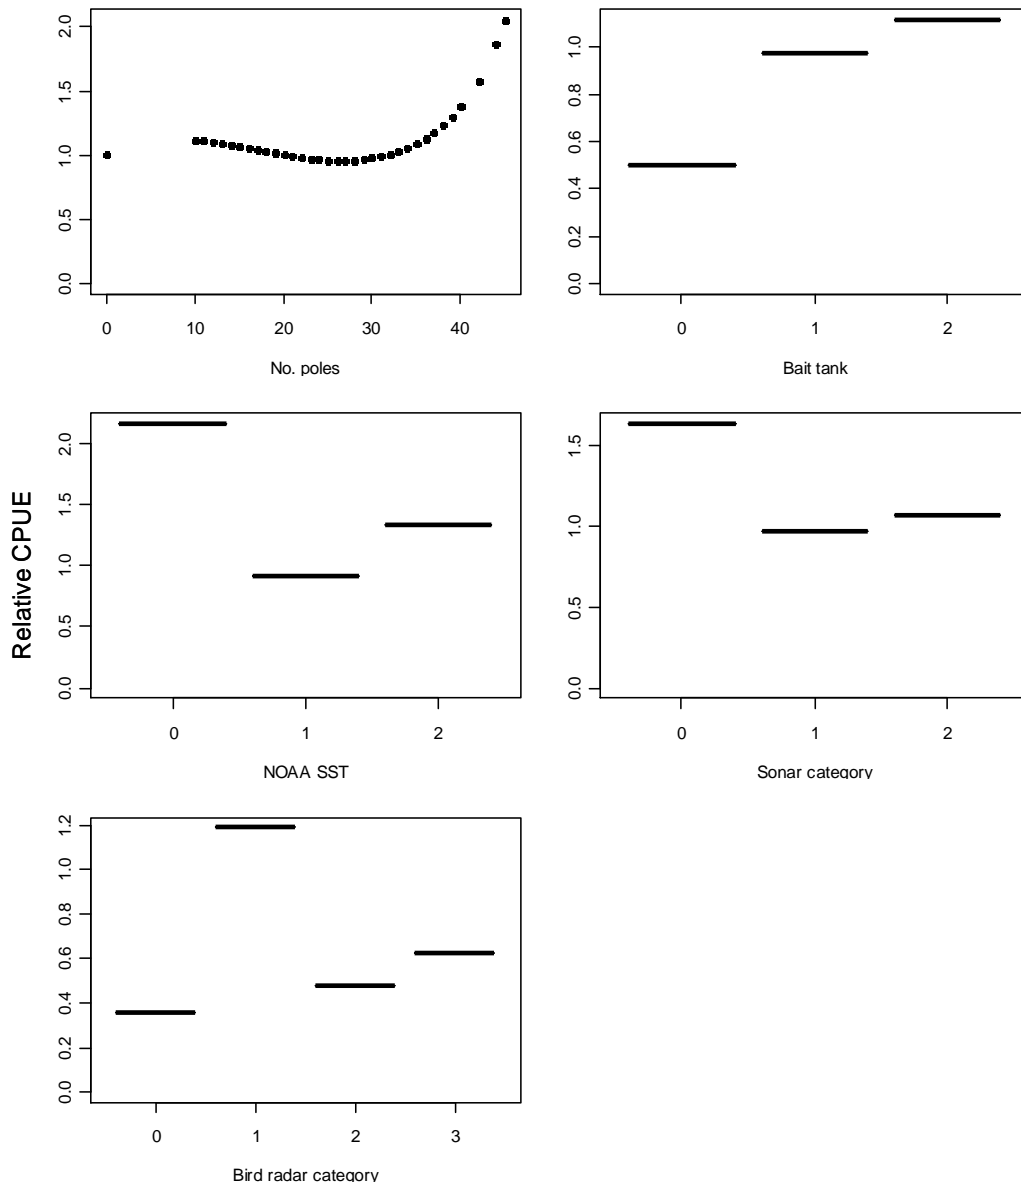 2.0
1.5
1.0
0.5
0.0
0 10 20 30 40
No. poles
1.0
0.8
0.6
0.4
0.2
0.0
0 1 2
Bait tank
Relative CPUE
2.0
1.5
1.0
0.5
0.0
0 1 2
NOAA SST
1.5
1.0
0.5
0.0
0 1 2
Sonar category
1.2
1.0
0.8
0.6
0.4
0.2
0.0
0 1 2 3
Bird radar category